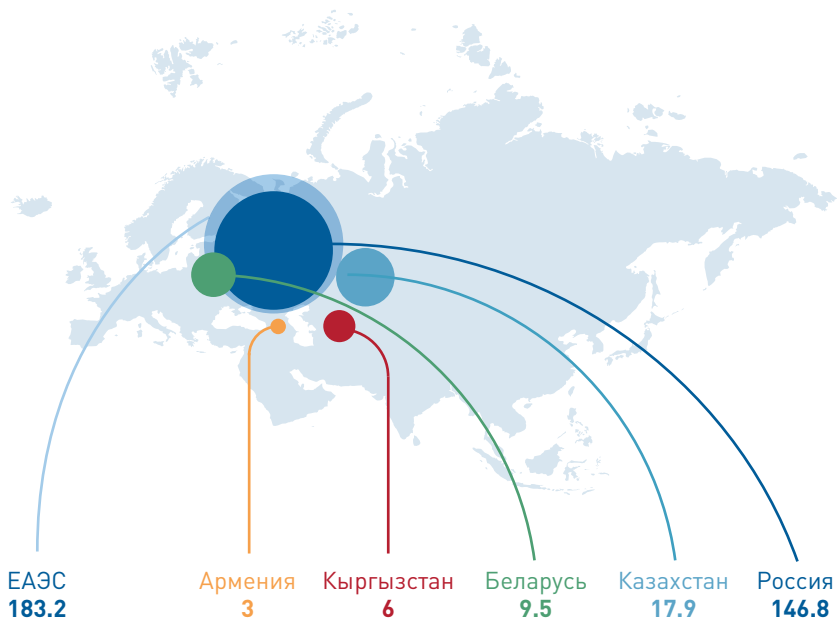 ЕАЭС
183.2
Армения
3
Кыргызстан
6
Беларусь
9.5
Казахстан
17.9
Россия
146.8